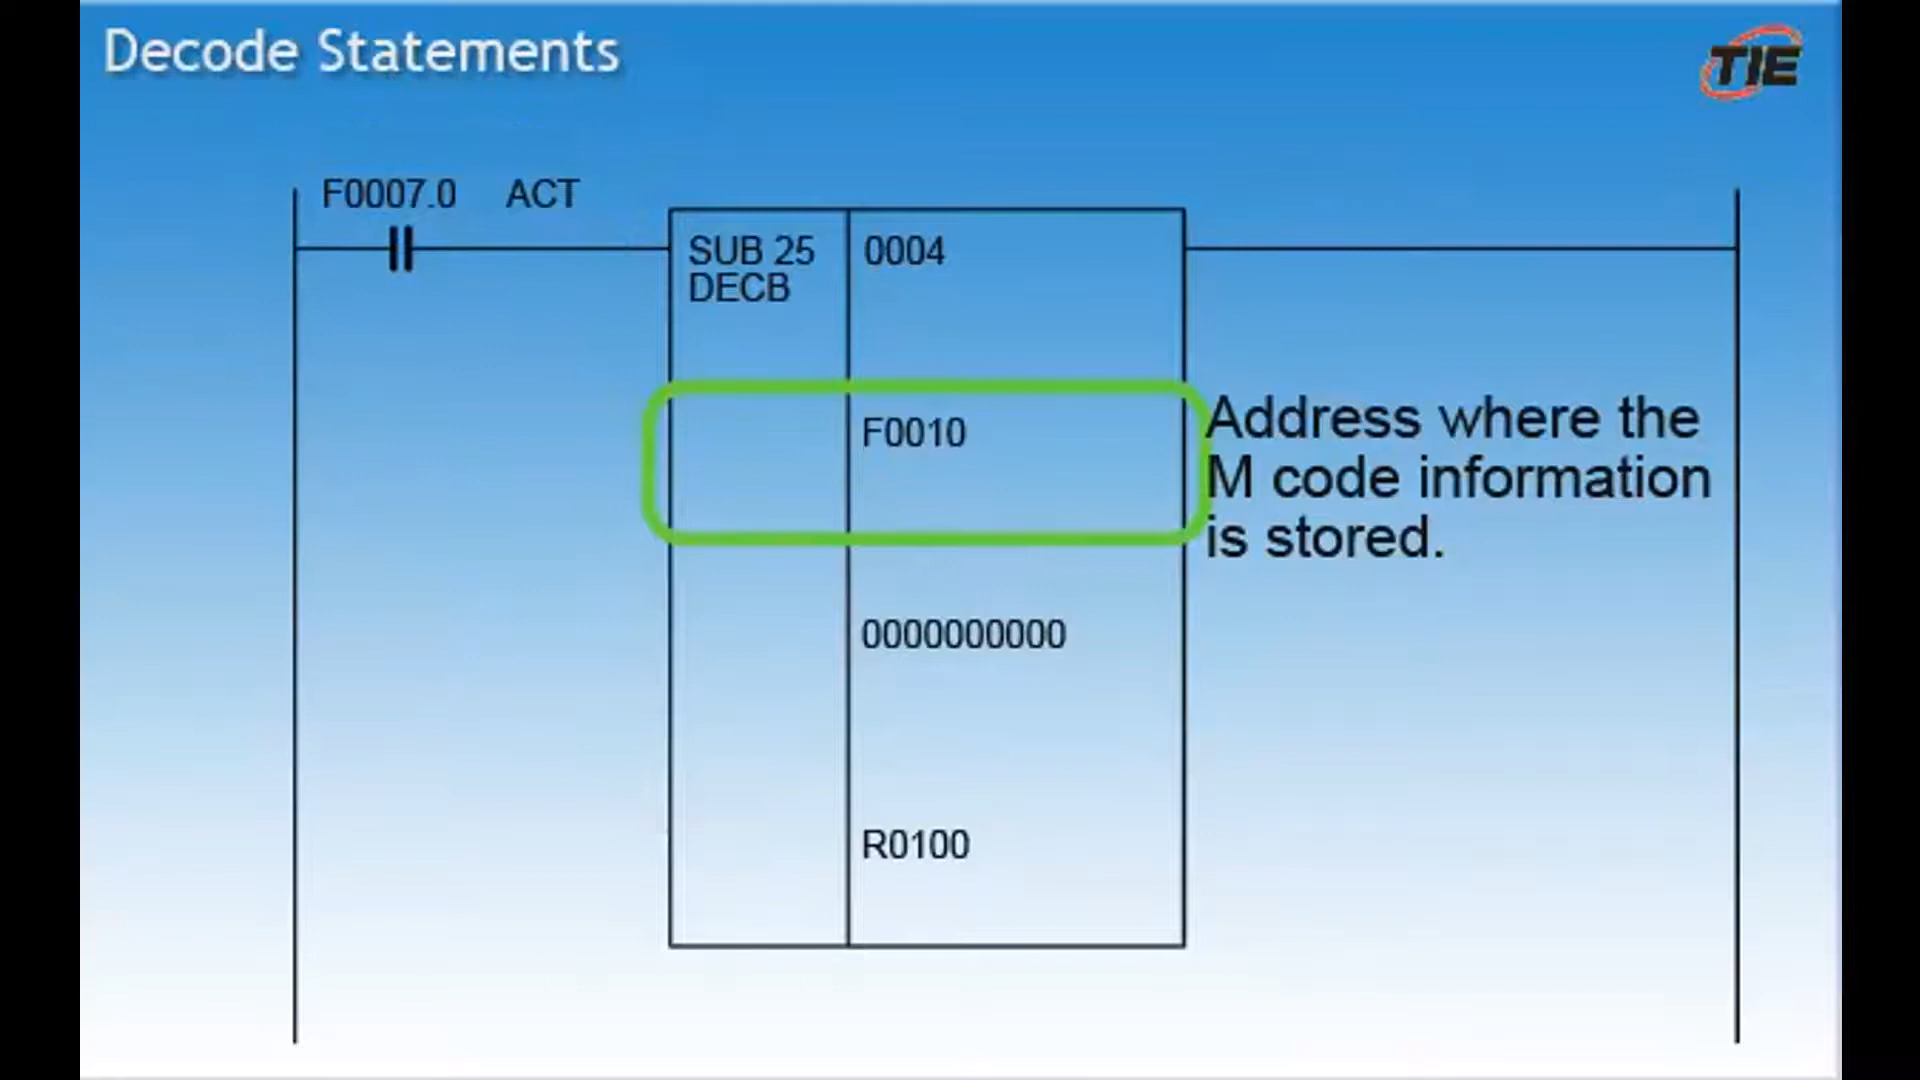 Decode Statements
TIE
F0007.0 ACT
SUB 25 0004
DECB
F0010
Address where the
M code information
is stored.
0000000000
R0100